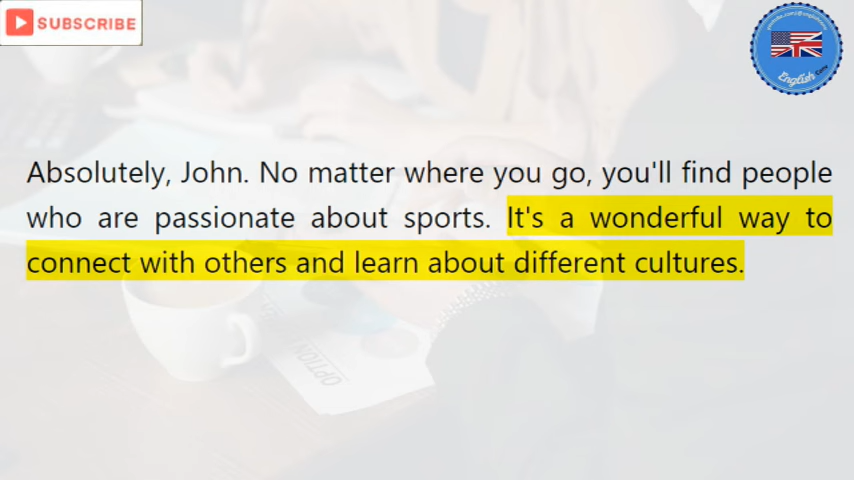 SUBSCRIBE
English
Absolutely, John. No matter where you go, you'll find people
who are passionate about sports. It's a wonderful way to
connect with others and learn about different cultures.
OPTION